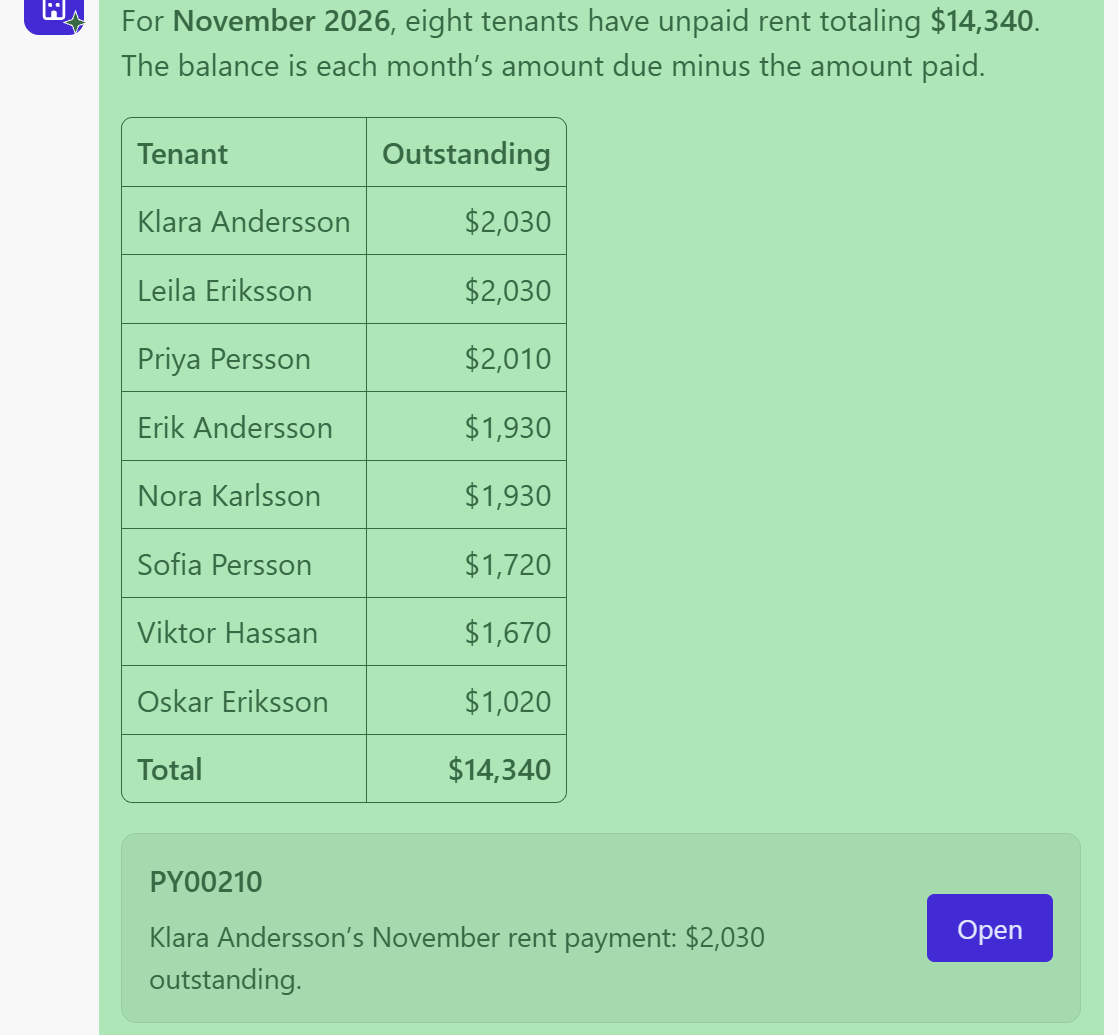 For November 2026, eight tenants have unpaid rent totaling $14,340.
The balance is each month’s amount due minus the amount paid.
Tenant Outstanding
Klara Andersson $2,030
Leila Eriksson $2,030
Priya Persson $2,010
Erik Andersson $1,930
Nora Karlsson $1,930
Sofia Persson $1,720
Viktor Hassan $1,670
Oskar Eriksson $1,020
Total $14,340
PY00210
Klara Andersson’s November rent payment: $2,030
outstanding.
Open